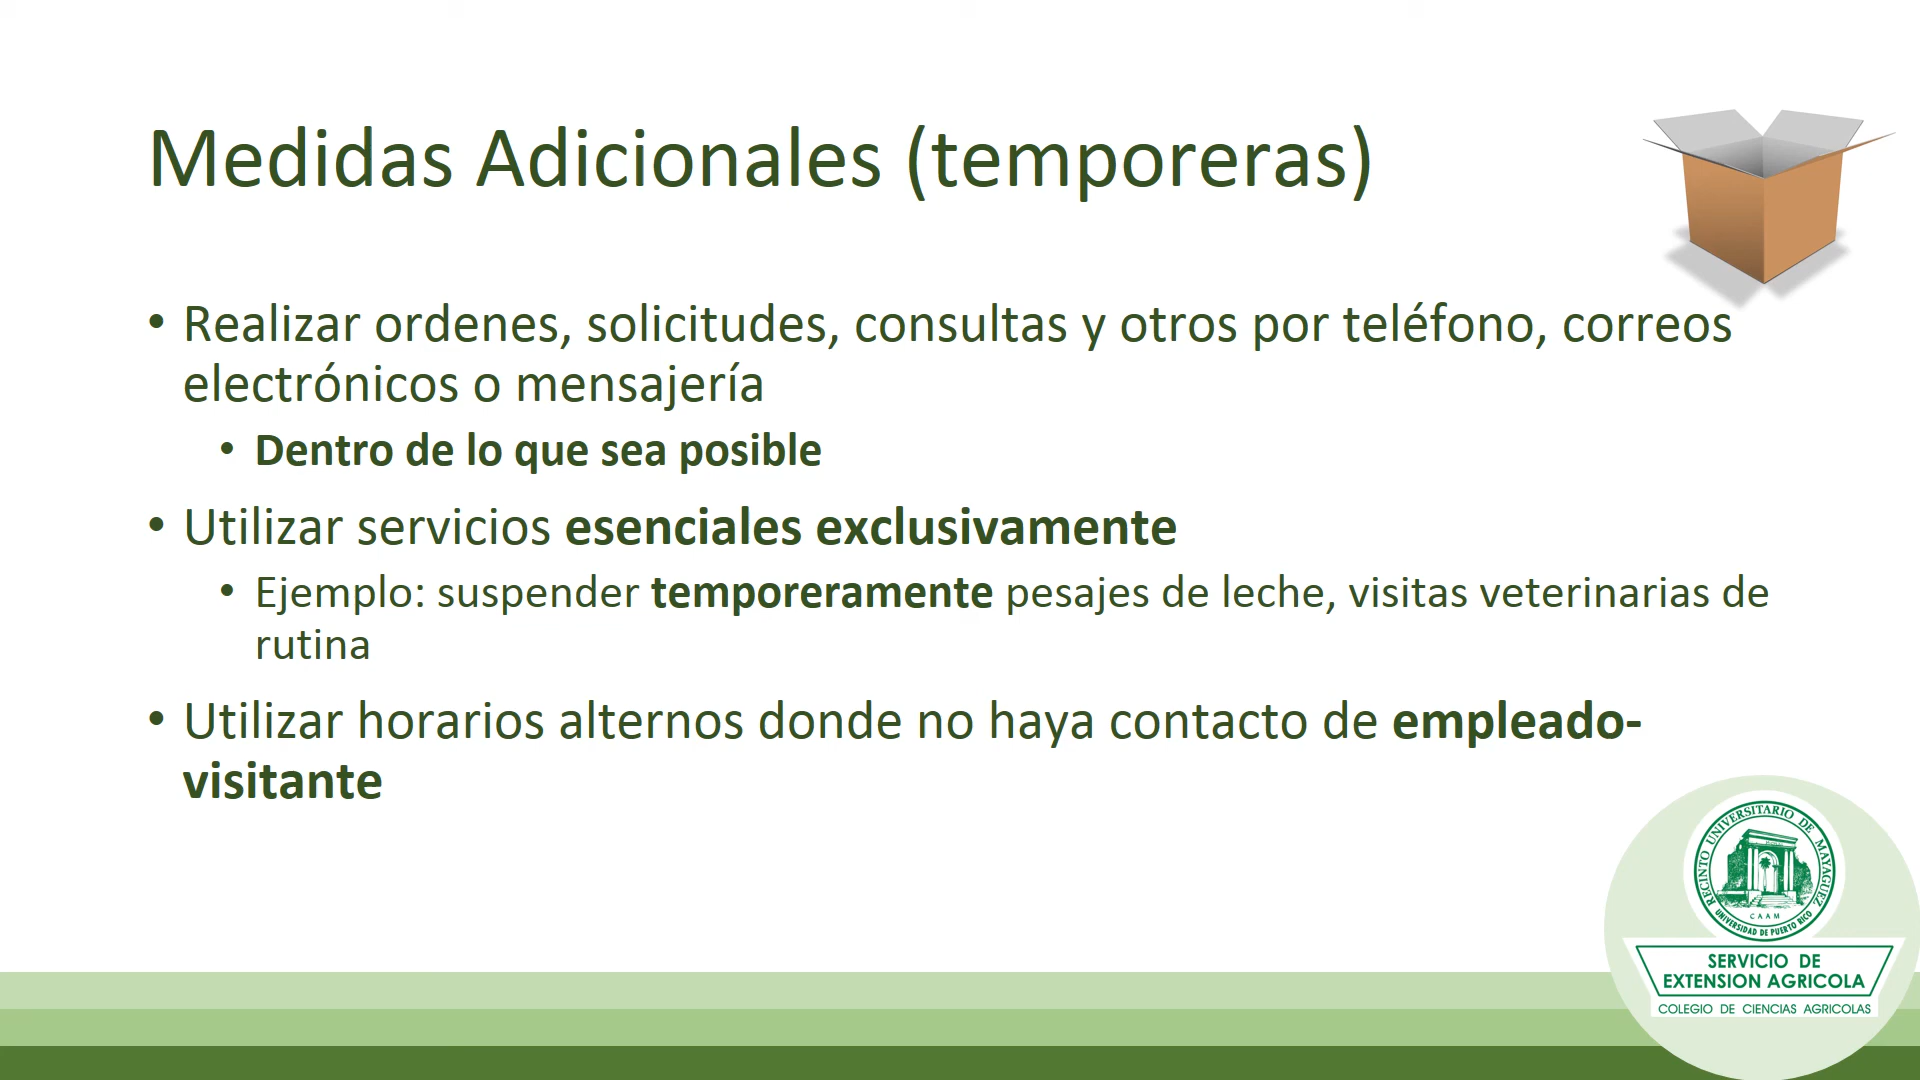 Medidas Adicionales (temporeras)
• Realizar ordenes, solicitudes, consultas y otros por teléfono, correos
electrónicos o mensajería
• Dentro de lo que sea posible
• Utilizar servicios esenciales exclusivamente
• Ejemplo: suspender temporeramente pesajes de leche, visitas veterinarias de
rutina
• Utilizar horarios alternos donde no haya contacto de empleado-
visitante
RECINTO UNIVERSITARIO DE MAYAGUEZ
CAAM
UNIVERSIDAD DE PUERTO RICO
SERVICIO DE
EXTENSION AGRICOLA
COLEGIO DE CIENCIAS AGRICOLAS